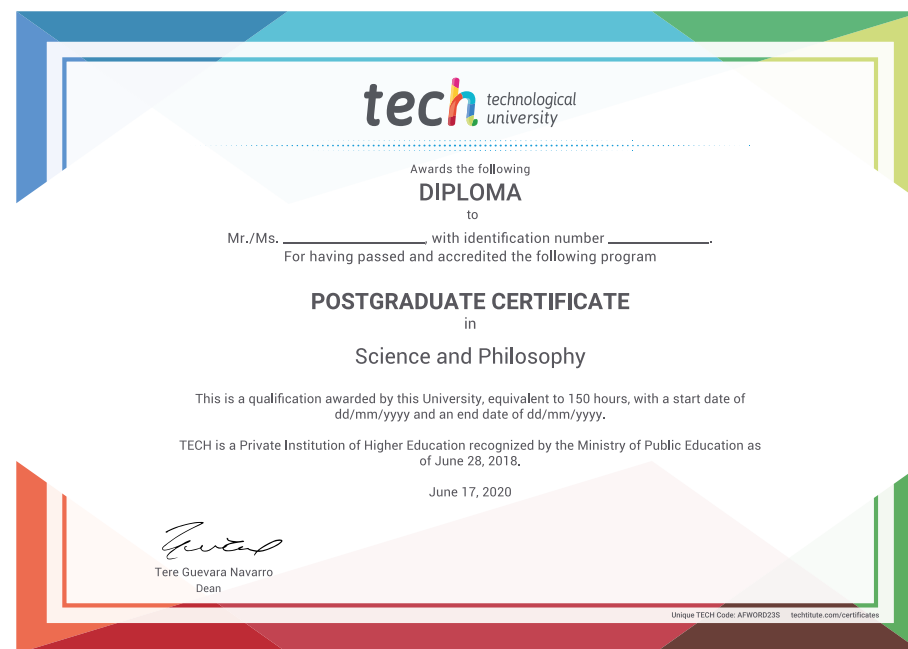 tech technological
university
Awards the following
DIPLOMA
to
Mr./Ms. ____________________, with identification number ______________.
For having passed and accredited the following program
POSTGRADUATE CERTIFICATE
in
Science and Philosophy
This is a qualification awarded by this University, equivalent to 150 hours, with a start date of
dd/mm/yyyy and an end date of dd/mm/yyyy.
TECH is a Private Institution of Higher Education recognized by the Ministry of Public Education as
of June 28, 2018.
June 17, 2020
Tere Guevara Navarro
Dean
Unique TECH Code: AFWORD23S techtitute.com/certificates